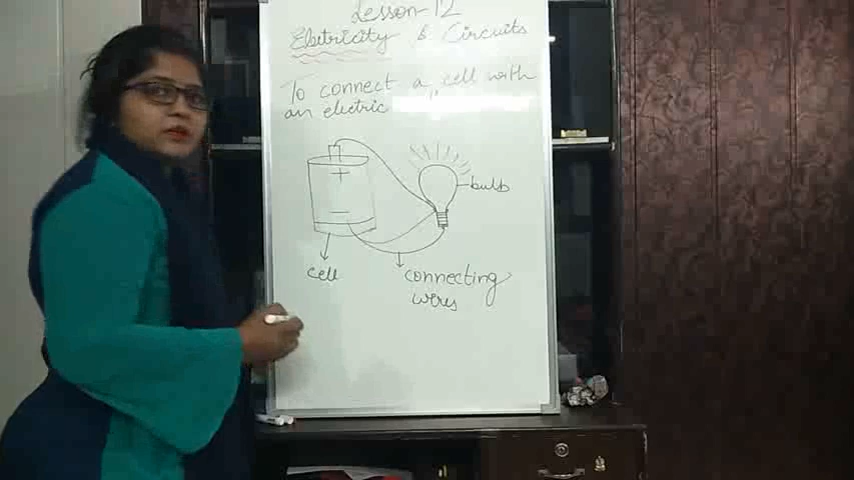 Lesson 12
Electricity & Circuits
To connect a cell with
an electric
+
bulb
-
cell
connecting
wires